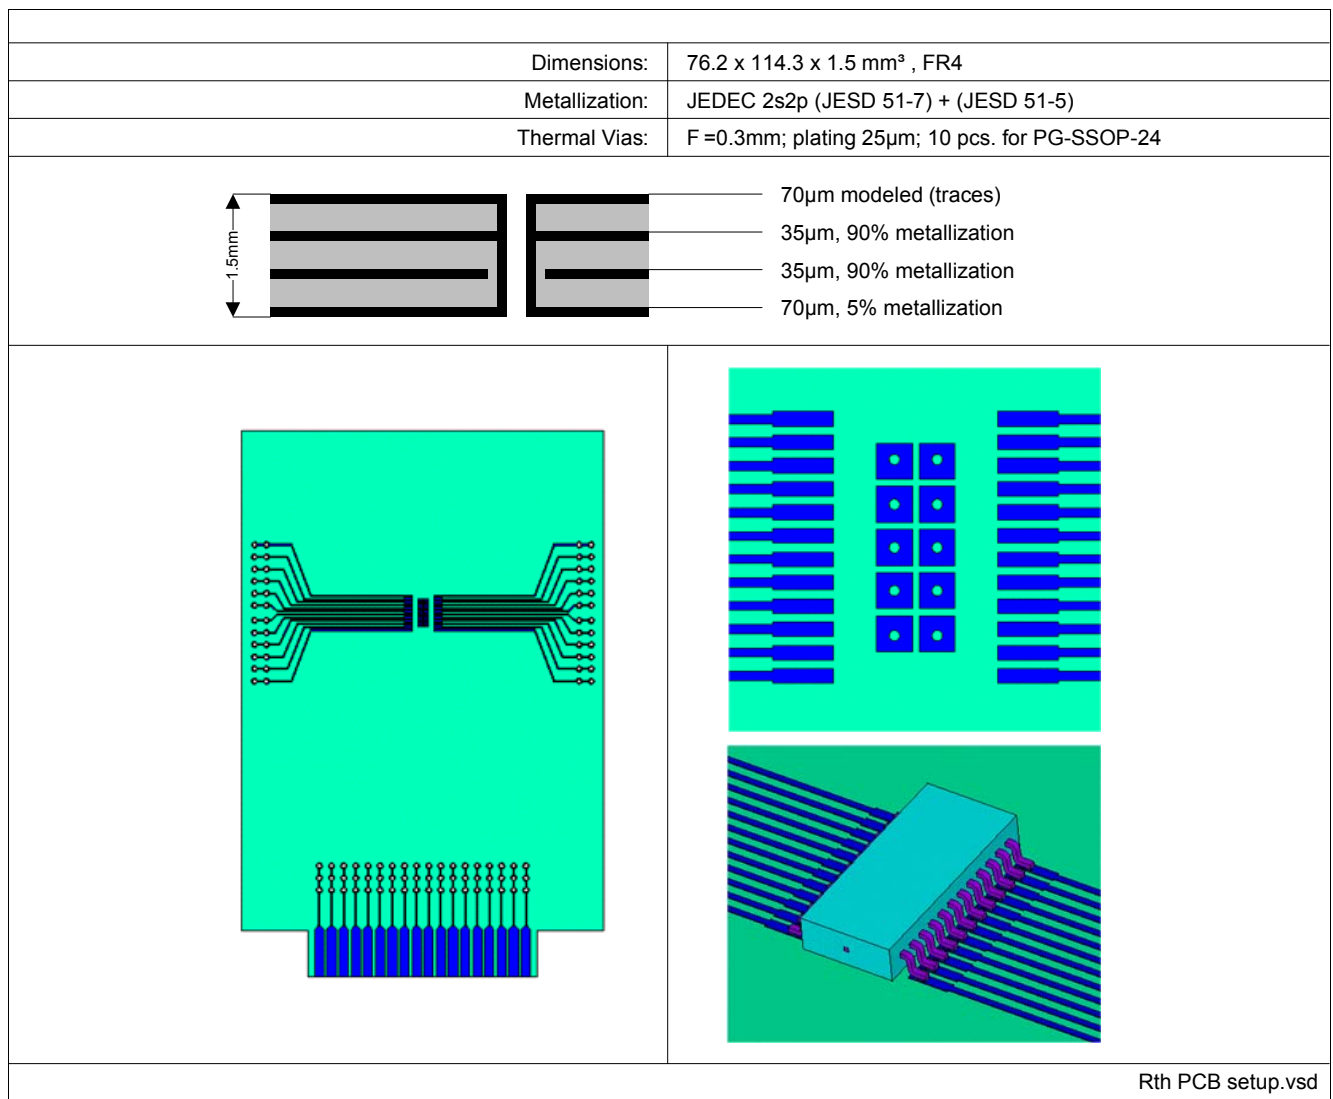 Dimensions: 76.2 x 114.3 x 1.5 mm³ , FR4
Metallization: JEDEC 2s2p (JESD 51-7) + (JESD 51-5)
Thermal Vias: F =0.3mm; plating 25µm; 10 pcs. for PG-SSOP-24
1.5mm
70µm modeled (traces)
35µm, 90% metallization
35µm, 90% metallization
70µm, 5% metallization
Rth PCB setup.vsd